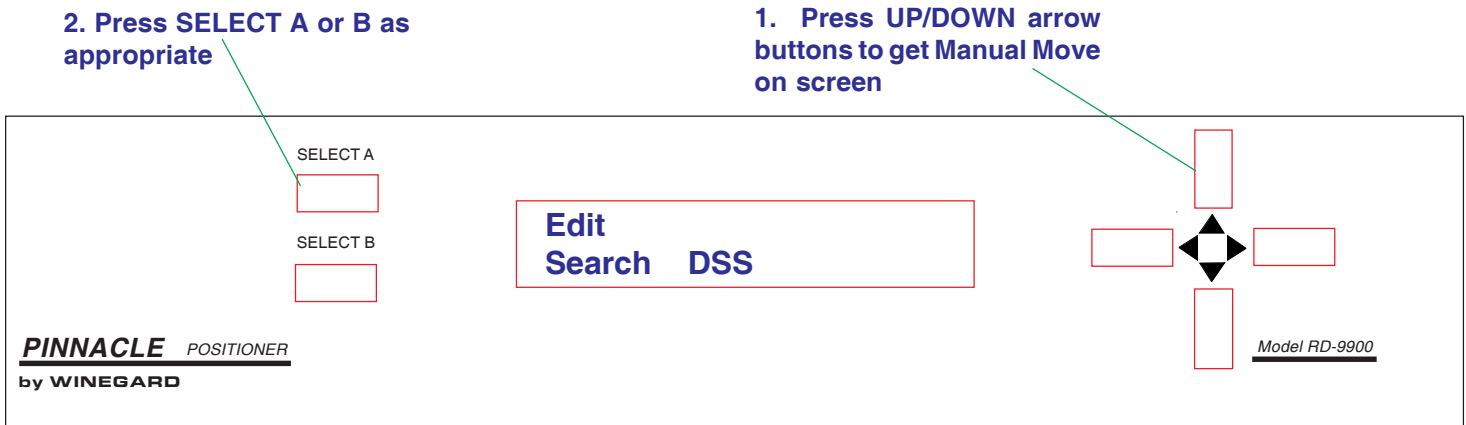 2. Press SELECT A or B as
appropriate
1. Press UP/DOWN arrow
buttons to get Manual Move
on screen
SELECT A
SELECT B
Edit
Search DSS
PINNACLE POSITIONER
by WINEGARD
Model RD-9900